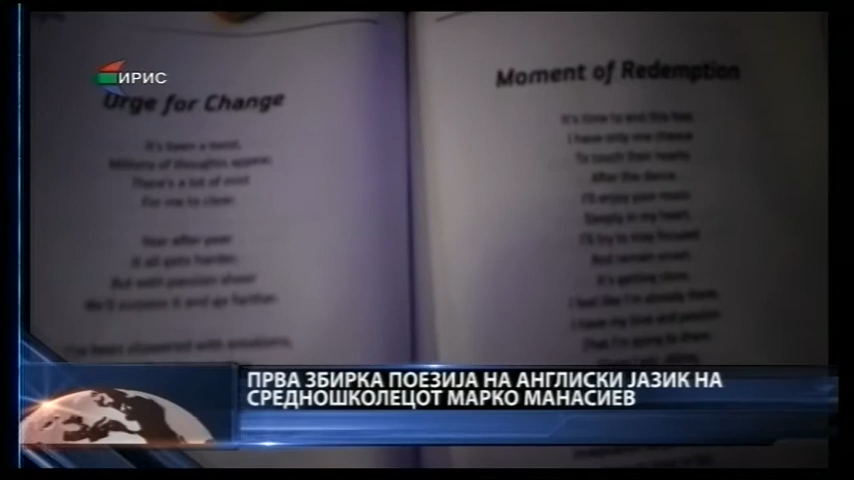 ИРИС
Urge for Change
It's been a trend,
Millions of thoughts appear,
There's a lot of mist
For me to clear.
Year after year
It all gets harder,
But with passion ahead
We'll surpass it and go farther.
Moment of Redemption
It's time to end this fear,
I have only one chance
To touch their hearts
After this dance.
I'll enjoy your music
Deeply in my heart,
I'll try to stay focused
And remain smart.
It's getting close,
I feel like I'm already there,
I have my love and passion
That I'm going to share.
ПРВА ЗБИРКА ПОЕЗИЈА НА АНГЛИСКИ ЈАЗИК НА
СРЕДНОШКОЛЕЦОТ МАРКО МАНАСИЕВ